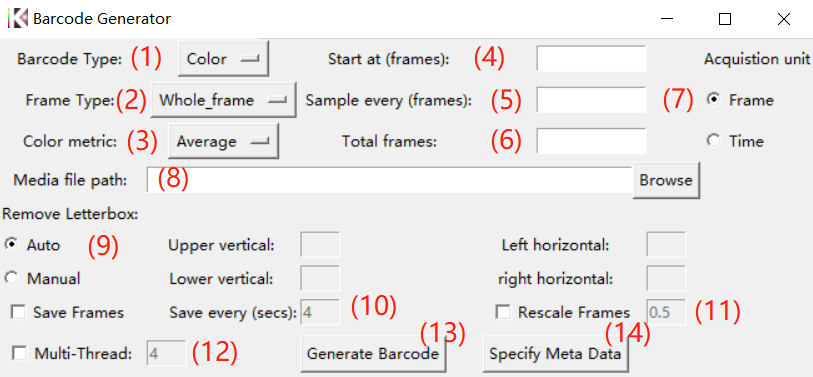 Barcode Generator
Barcode Type: (1) Color Start at (frames): (4) Acquistion unit
Frame Type: (2) Whole_frame Sample every (frames): (5) (7) Frame
Color metric: (3) Average Total frames: (6) Time
Media file path: (8) Browse
Remove Letterbox:
Auto (9) Upper vertical: Left horizontal:
Manual Lower vertical: right horizontal:
Save Frames Save every (secs): 4 (10) Rescale Frames 0.5 (11)
Multi-Thread: 4 (12) Generate Barcode (13) Specify Meta Data (14)